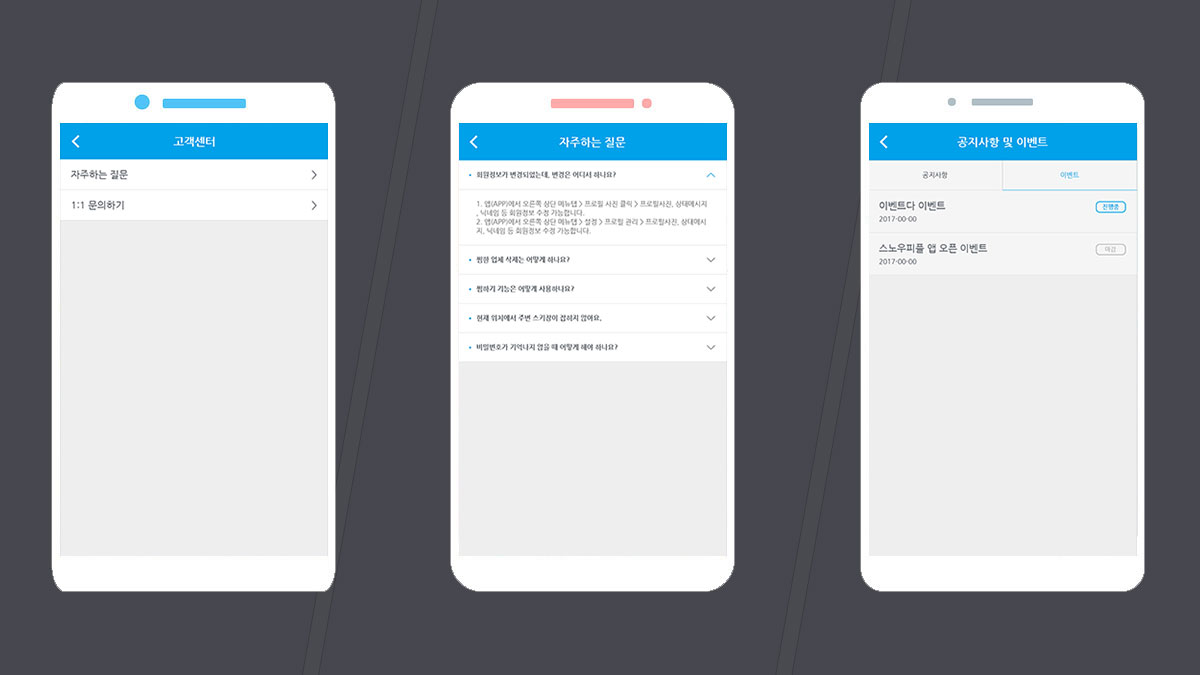 고객센터
자주하는 질문
1:1 문의하기
자주하는 질문
회원정보가 변경되었는데, 변경은 어디서 하나요?
1. 앱(APP)에서 오른쪽 상단 메뉴탭 > 프로필 사진 클릭 > 프로필사진, 상태메시지
, 닉네임 등 회원정보 수정 가능합니다.
2. 앱(APP)에서 오른쪽 상단 메뉴탭 > 설정 > 프로필 관리 > 프로필사진, 상태메시
지, 닉네임 등 회원정보 수정 가능합니다.
찜한 업체 삭제는 어떻게 하나요?
찜하기 기능은 어떻게 사용하나요?
현재 위치에서 주변 스키장이 잡히지 않아요.
비밀번호가 기억나지 않을 때 어떻게 해야 하나요?
공지사항 및 이벤트
공지사항
이벤트
이벤트다 이벤트
진행중
2017-00-00
스노우피플 앱 오픈 이벤트
마감
2017-00-00